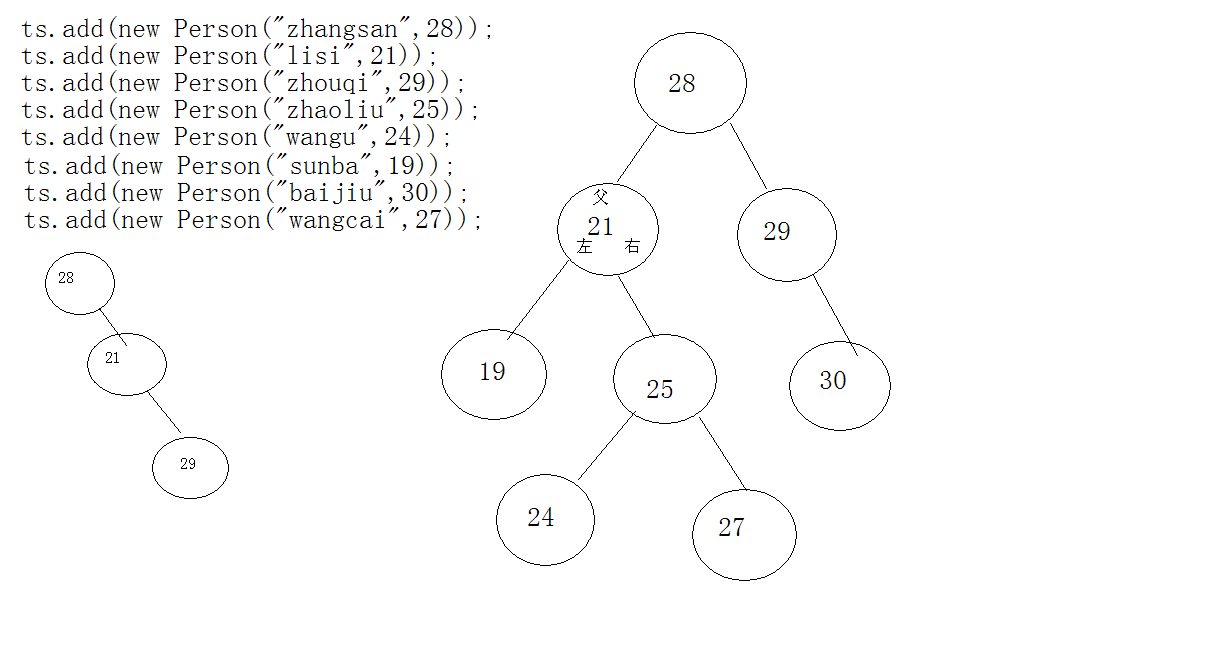 ts.add(new Person("zhangsan",28));
ts.add(new Person("lisi",21));
ts.add(new Person("zhouqi",29));
ts.add(new Person("zhaoliu",25));
ts.add(new Person("wangu",24));
ts.add(new Person("sunba",19));
ts.add(new Person("baijiu",30));
ts.add(new Person("wangcai",27));
28
21
29
28
父
21
左 右
29
19
25
30
24
27